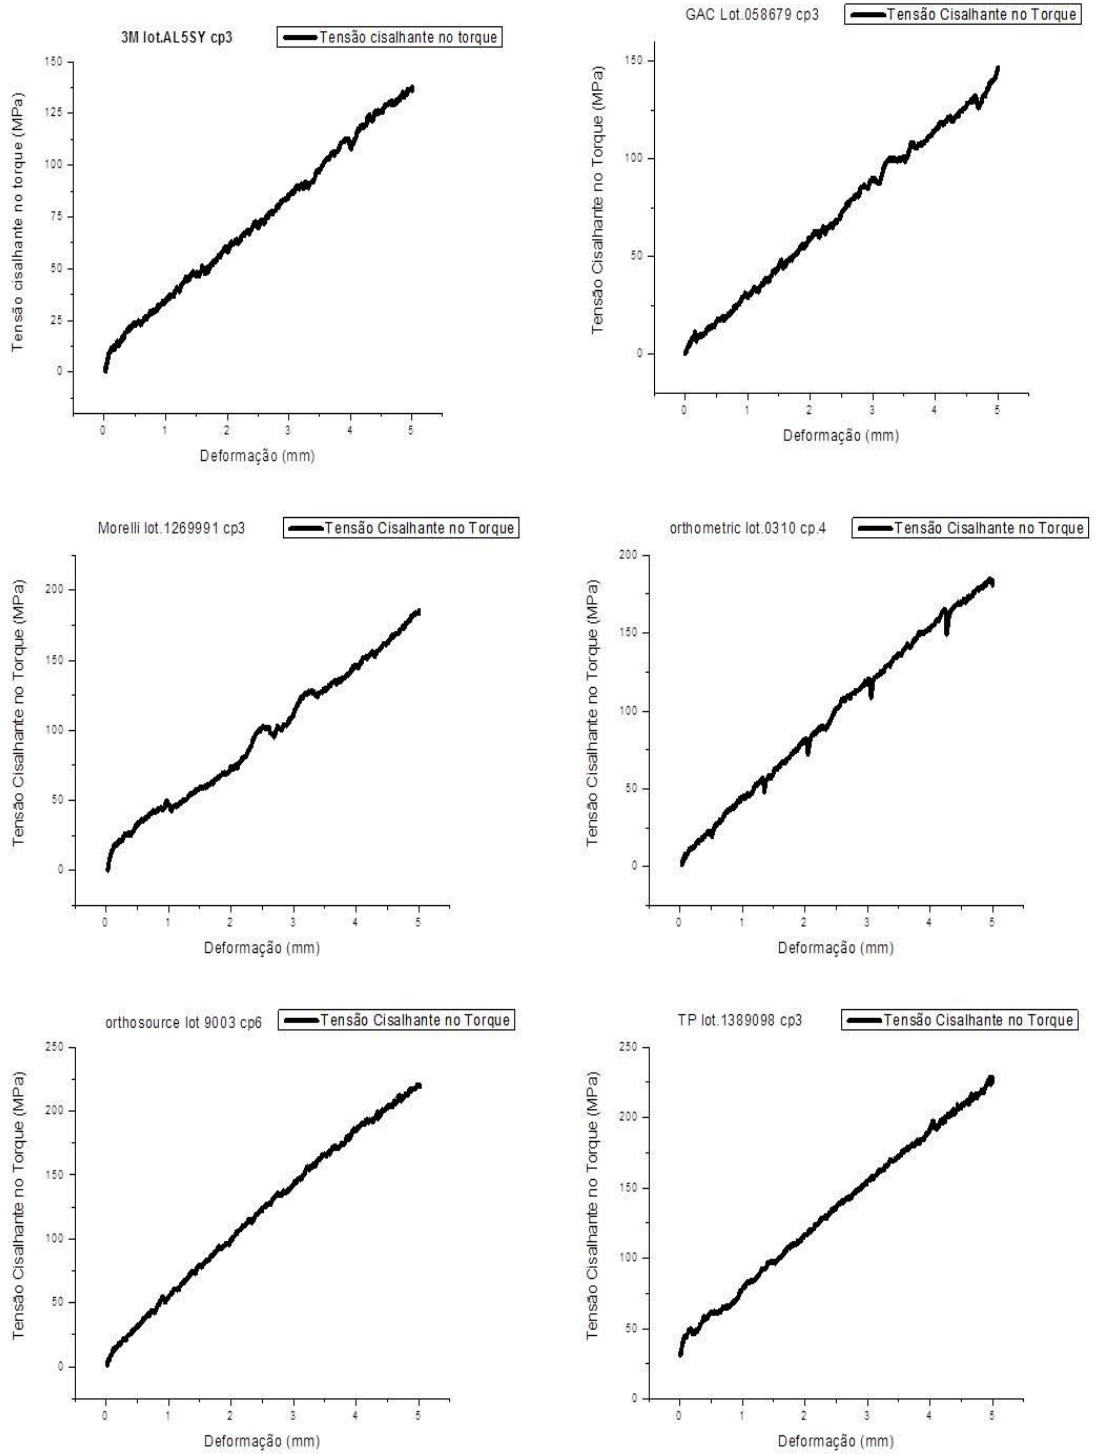 3M lot.AL5SY cp3
Tensão cisalhante no torque
Tensão cisalhante no torque (MPa)
150
125
100
75
50
25
0
0 1 2 3 4 5
Deformação (mm)
GAC Lot.058679 cp3
Tensão Cisalhante no Torque
Tensão Cisalhante no Torque (MPa)
150
100
50
0
0 1 2 3 4 5
Deformação (mm)
Morelli lot.1269991 cp3
Tensão Cisalhante no Torque
Tensão Cisalhante no Torque (MPa)
200
150
100
50
0
0 1 2 3 4 5
Deformação (mm)
orthometric lot.0310 cp.4
Tensão Cisalhante no Torque
Tensão Cisalhante no Torque (MPa)
200
150
100
50
0
0 1 2 3 4 5
Deformação (mm)
orthosource lot 9003 cp6
Tensão Cisalhante no Torque
Tensão Cisalhante no Torque (MPa)
250
200
150
100
50
0
0 1 2 3 4 5
Deformação (mm)
TP lot.1389098 cp3
Tensão Cisalhante no Torque
Tensão Cisalhante no Torque (MPa)
250
200
150
100
50
0
0 1 2 3 4 5
Deformação (mm)